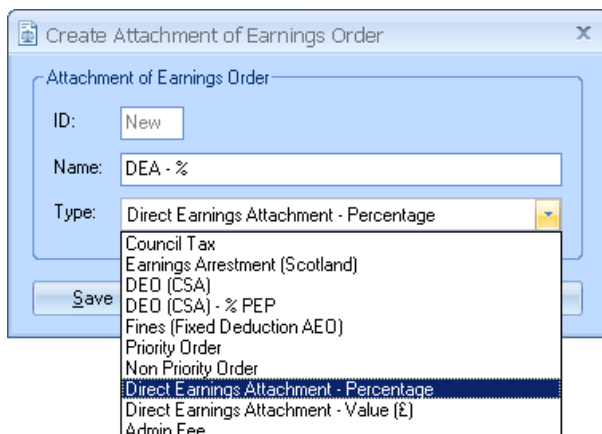 Create Attachment of Earnings Order
Attachment of Earnings Order
ID: New
Name: DEA - %
Type: Direct Earnings Attachment - Percentage
Council Tax
Earnings Arrestment (Scotland)
DEO (CSA)
DEO (CSA) - % PEP
Fines (Fixed Deduction AEO)
Save
Priority Order
Non Priority Order
Direct Earnings Attachment - Percentage
Direct Earnings Attachment - Value (£)
Admin Fee